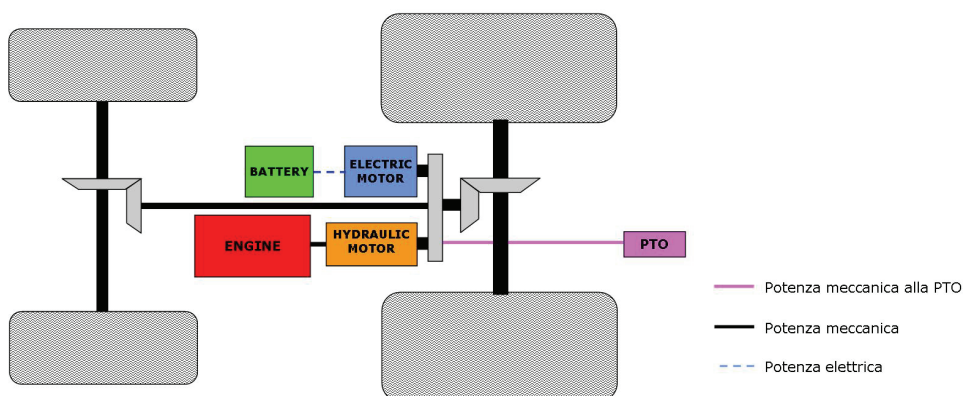 BATTERY
ELECTRIC
MOTOR
ENGINE
HYDRAULIC
MOTOR
PTO
Potenza meccanica alla PTO
Potenza meccanica
Potenza elettrica